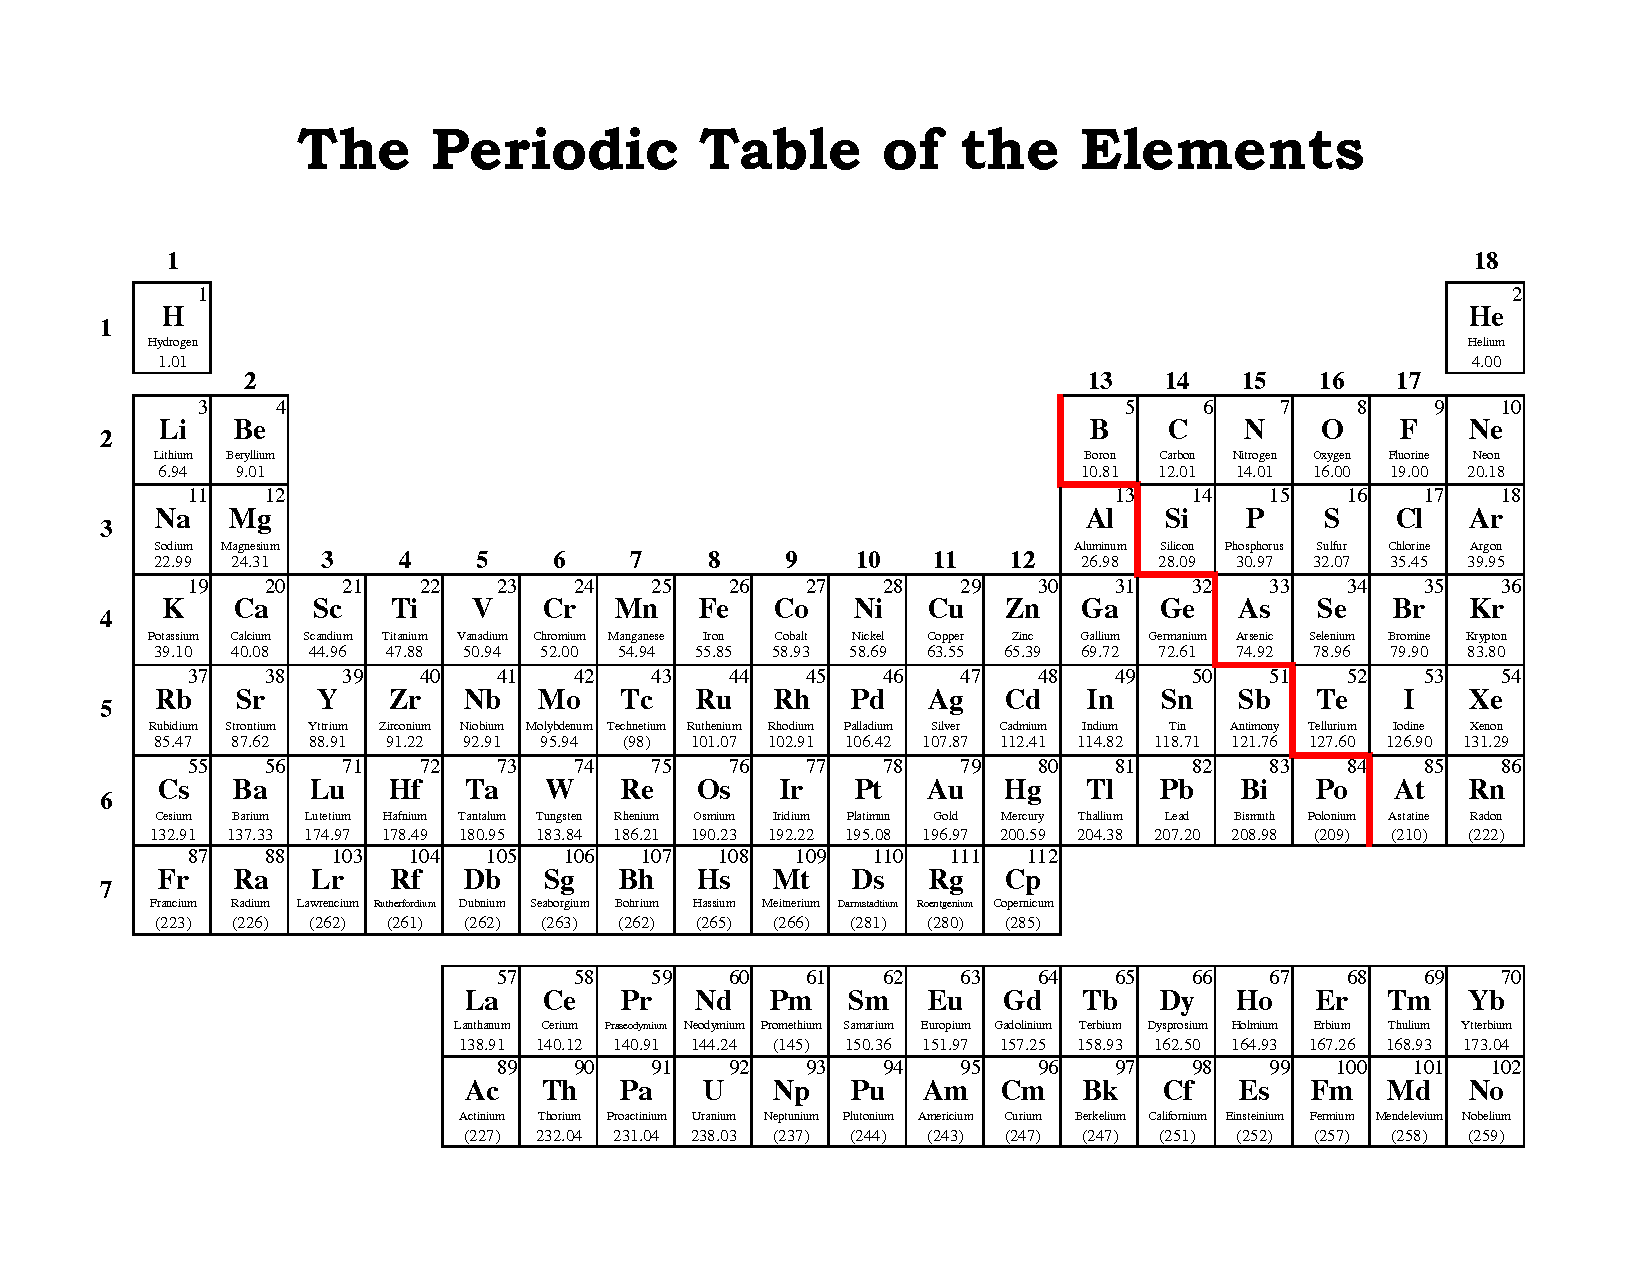 The Periodic Table of the Elements
1 18
1 2
H He
1
Hydrogen Helium
1.01 4.00
2 13 14 15 16 17
3 4 5 6 7 8 9 10
Li Be B C N O F Ne
2
Lithium Beryllium Boron Carbon Nitrogen Oxygen Fluorine Neon
6.94 9.01 10.81 12.01 14.01 16.00 19.00 20.18
11 12 13 14 15 16 17 18
Na Mg Al Si P S Cl Ar
3
Sodium Magnesium Aluminum Silicon Phosphorus Sulfur Chlorine Argon
22.99 24.31 26.98 28.09 30.97 32.07 35.45 39.95
3 4 5 6 7 8 9 10 11 12
19 20 21 22 23 24 25 26 27 28 29 30 31 32 33 34 35 36
K Ca Sc Ti V Cr Mn Fe Co Ni Cu Zn Ga Ge As Se Br Kr
4
Potassium Calcium Scandium Titanium Vanadium Chromium Manganese Iron Cobalt Nickel Copper Zinc Gallium Germanium Arsenic Selenium Bromine Krypton
39.10 40.08 44.96 47.88 50.94 52.00 54.94 55.85 58.93 58.69 63.55 65.39 69.72 72.61 74.92 78.96 79.90 83.80
37 38 39 40 41 42 43 44 45 46 47 48 49 50 51 52 53 54
Rb Sr Y Zr Nb Mo Tc Ru Rh Pd Ag Cd In Sn Sb Te I Xe
5
Rubidium Strontium Yttrium Zirconium Niobium Molybdenum Technetium Ruthenium Rhodium Palladium Silver Cadmium Indium Tin Antimony Tellurium Iodine Xenon
85.47 87.62 88.91 91.22 92.91 95.94 (98) 101.07 102.91 106.42 107.87 112.41 114.82 118.71 121.76 127.60 126.90 131.29
55 56 71 72 73 74 75 76 77 78 79 80 81 82 83 84 85 86
Cs Ba Lu Hf Ta W Re Os Ir Pt Au Hg Tl Pb Bi Po At Rn
6
Cesium Barium Lutetium Hafnium Tantalum Tungsten Rhenium Osmium Iridium Platimun Gold Mercury Thallium Lead Bismuth Polonium Astatine Radon
132.91 137.33 174.97 178.49 180.95 183.84 186.21 190.23 192.22 195.08 196.97 200.59 204.38 207.20 208.98 (209) (210) (222)
87 88 103 104 105 106 107 108 109 110 111 112
Fr Ra Lr Rf Db Sg Bh Hs Mt Ds Rg Cp
7
Francium Radium Lawrencium Rutherfordium Dubnium Seaborgium Bohrium Hassium Meitnerium Darmstadtium Roentgenium Copernicum
(223) (226) (262) (261) (262) (263) (262) (265) (266) (281) (280) (285)
57 58 59 60 61 62 63 64 65 66 67 68 69 70
La Ce Pr Nd Pm Sm Eu Gd Tb Dy Ho Er Tm Yb
Lanthanum Cerium Praseodymium Neodymium Promethium Samarium Europium Gadolinium Terbium Dysprosium Holmium Erbium Thulium Ytterbium
138.91 140.12 140.91 144.24 (145) 150.36 151.97 157.25 158.93 162.50 164.93 167.26 168.93 173.04
89 90 91 92 93 94 95 96 97 98 99 100 101 102
Ac Th Pa U Np Pu Am Cm Bk Cf Es Fm Md No
Actinium Thorium Proactinium Uranium Neptunium Plutonium Americium Curium Berkelium Californium Einsteinium Fermium Mendelevium Nobelium
(227) 232.04 231.04 238.03 (237) (244) (243) (247) (247) (251) (252) (257) (258) (259)